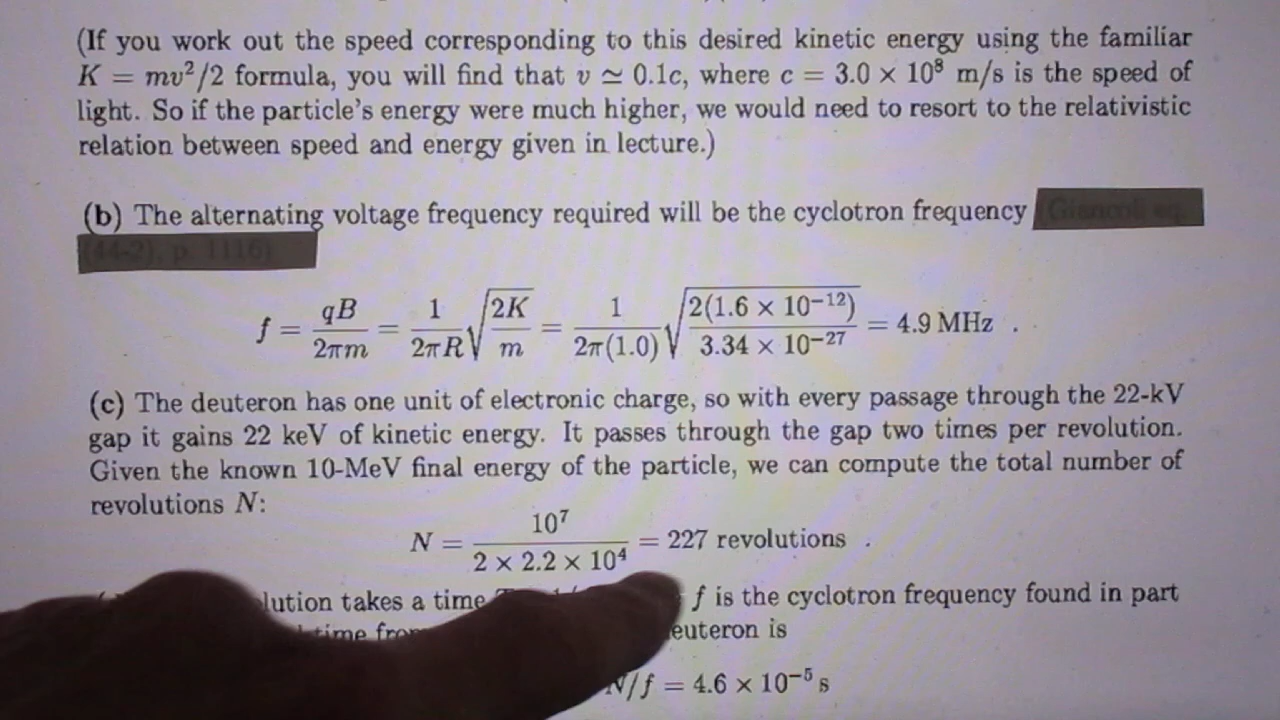 (If you work out the speed corresponding to this desired kinetic energy using the familiar
K = mv²/2 formula, you will find that v ≃ 0.1c, where c = 3.0 × 10⁸ m/s is the speed of
light. So if the particle's energy were much higher, we would need to resort to the relativistic
relation between speed and energy given in lecture.)
(b) The alternating voltage frequency required will be the cyclotron frequency (Giancoli eq.
(44-2), p. 1116)
f = qB/2πm = 1/2πR √(2K/m) = 1/2π(1.0) √(2(1.6 × 10⁻¹²)/3.34 × 10⁻²⁷) = 4.9 MHz .
(c) The deuteron has one unit of electronic charge, so with every passage through the 22-kV
gap it gains 22 keV of kinetic energy. It passes through the gap two times per revolution.
Given the known 10-MeV final energy of the particle, we can compute the total number of
revolutions N:
N = 10⁷/2 × 2.2 × 10⁴ = 227 revolutions .
lution takes a time f is the cyclotron frequency found in part
time euteron is
N/f = 4.6 × 10⁻⁵ s